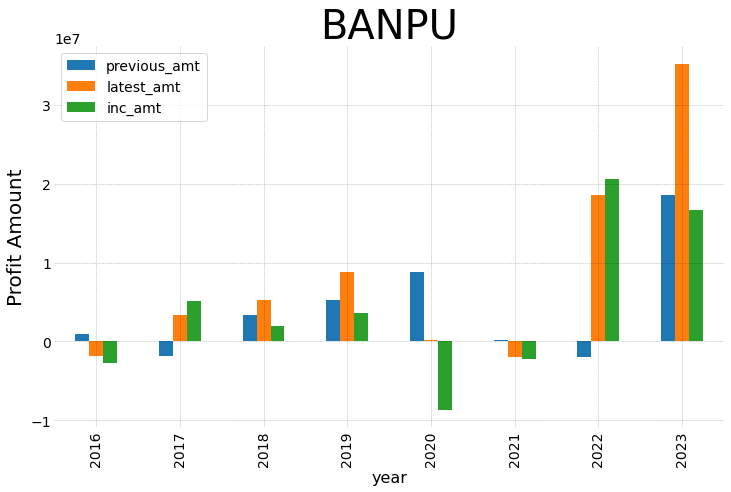 BANPU
1e7
previous_amt
latest_amt
inc_amt
Profit Amount
3
2
1
0
−1
2016
2017
2018
2019
2020
2021
2022
2023
year